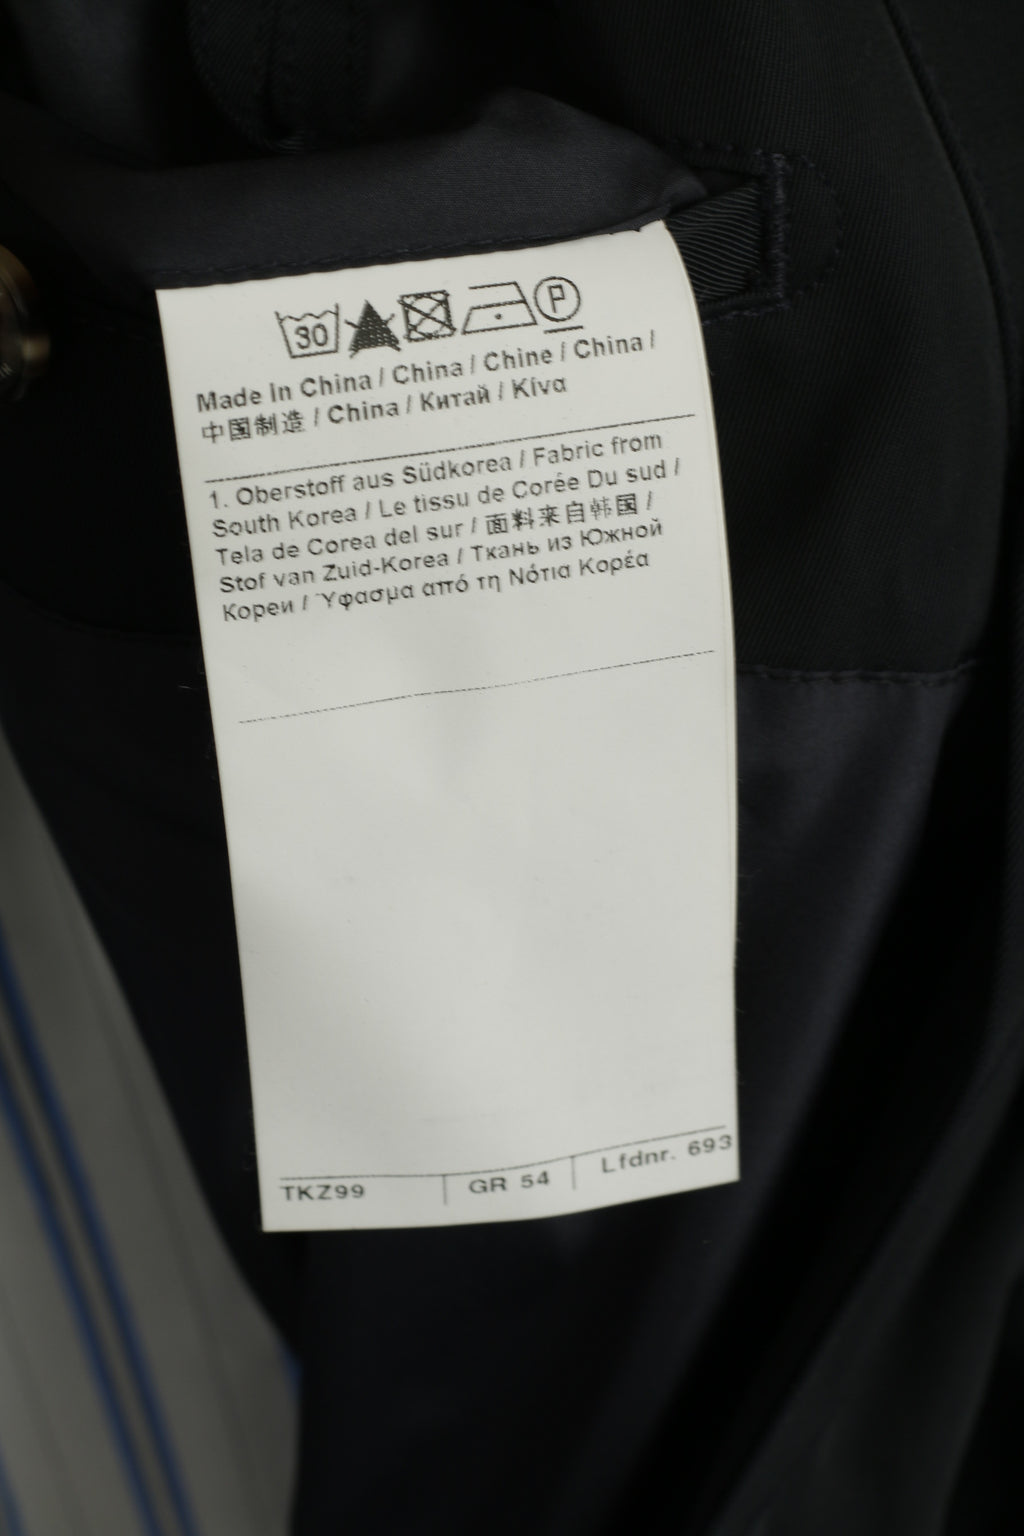 30 P
Made In China / China / Chine / China /
中国制造 / China / Китай / Κίνα
1. Oberstoff aus Südkorea / Fabric from
South Korea / Le tissu de Corée Du sud /
Tela de Corea del sur / 面料来自韩国 /
Stof van Zuid-Korea / Ткань из Южной
Кореи / Ύφασμα από τη Νότια Κορέα
TKZ99 GR 54 Lfdnr. 693